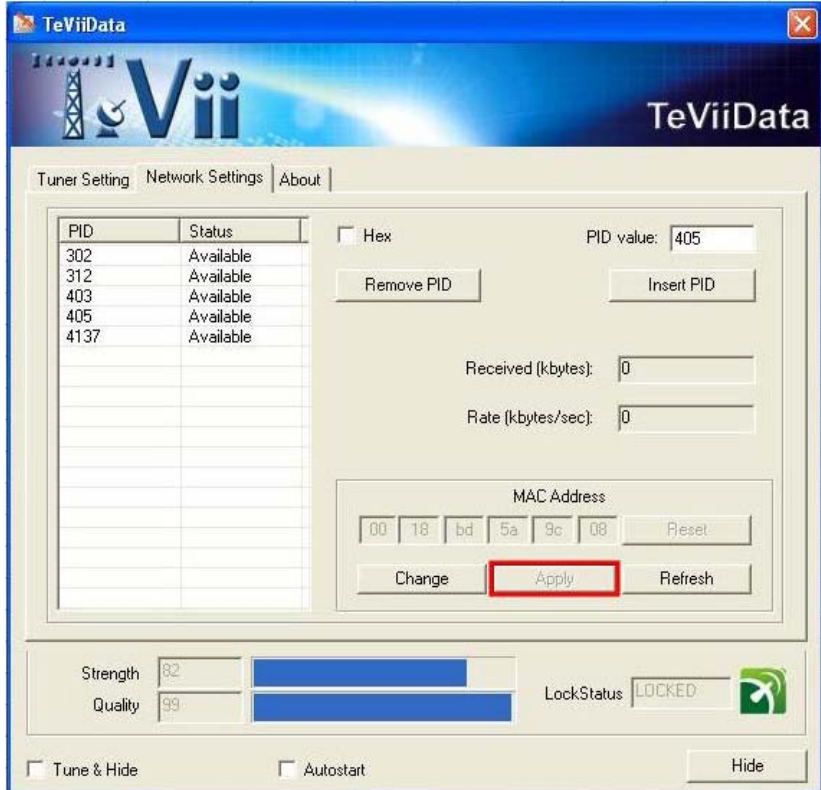 TeViiData
TeVii
TeViiData
Tuner Setting Network Settings About
PID Status
302 Available
312 Available
403 Available
405 Available
4137 Available
Hex
PID value: 405
Remove PID Insert PID
Received (kbytes): 0
Rate (kbytes/sec): 0
MAC Address
00 18 bd 5a 9c 08 Reset
Change Apply Refresh
Strength 82
Quality 99
LockStatus LOCKED
Tune & Hide Autostart Hide